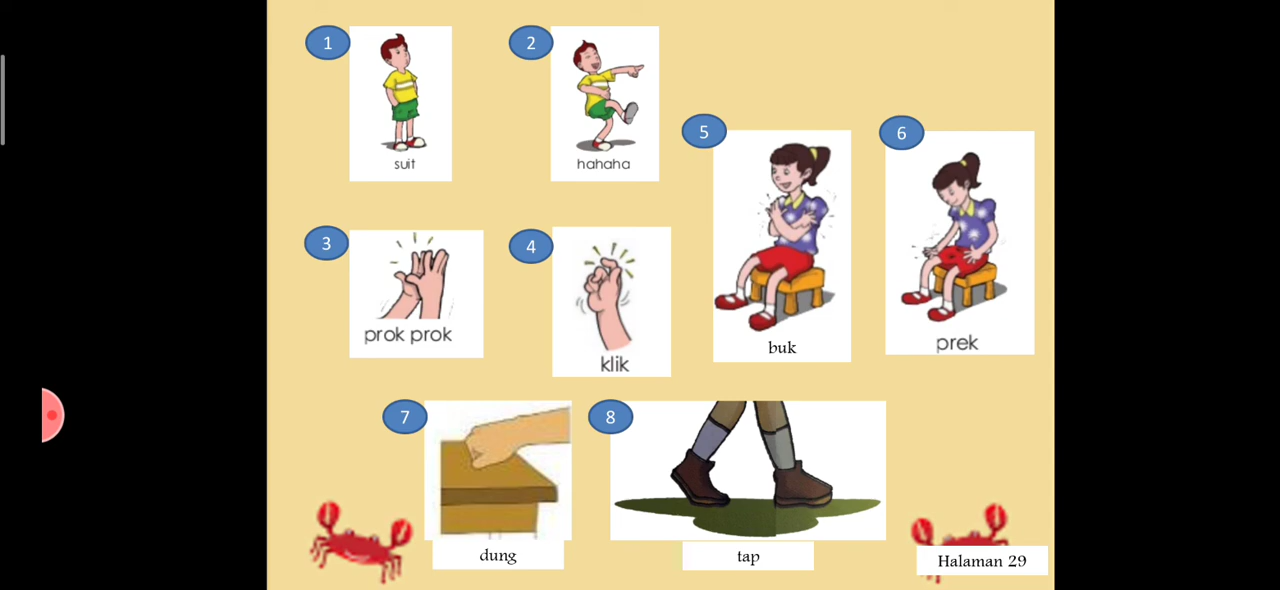 1
suit
2
hahaha
3
prok prok
4
klik
5
buk
6
prek
7
dung
8
tap
Halaman 29